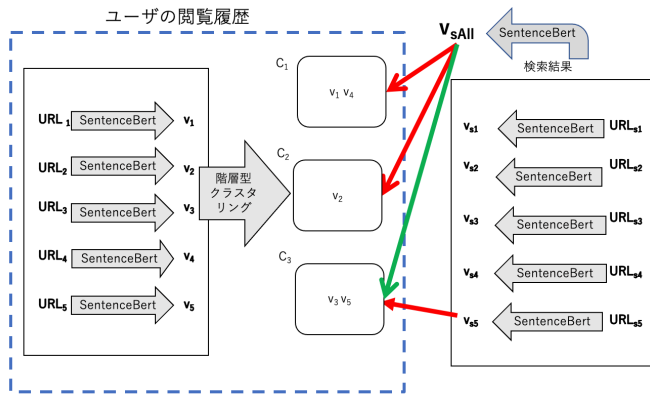 ユーザの閲覧履歴
URL 1 SentenceBert v1
URL2 SentenceBert v2
URL3 SentenceBert v3
URL4 SentenceBert v4
URL5 SentenceBert v5
階層型
クラスタ
リング
C1
v1 v4
C2
v2
C3
v3 v5
vsAll SentenceBert
検索結果
vs1 SentenceBert URLs1
vs2 SentenceBert URLs2
vs3 SentenceBert URLs3
vs4 SentenceBert URLs4
vs5 SentenceBert URLs5